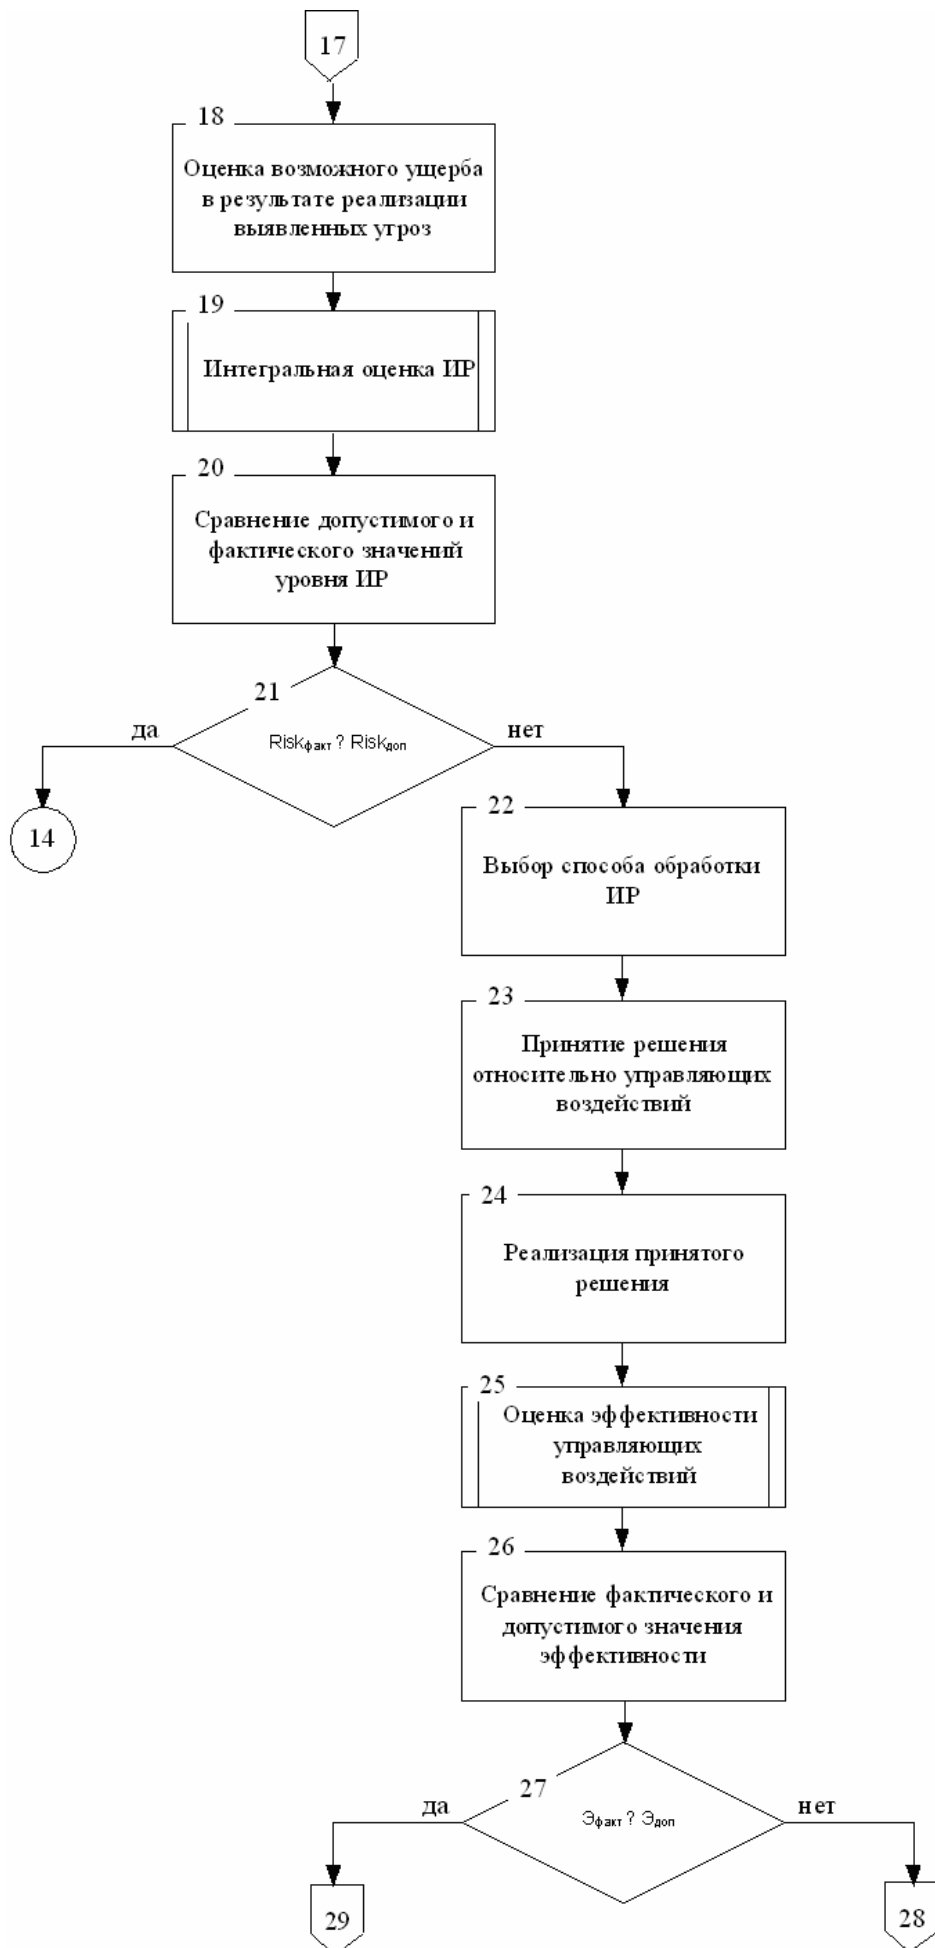 17
18
Оценка возможного ущерба
в результате реализации
выявленных угроз
19
Интегральная оценка ИР
20
Сравнение допустимого и
фактического значений
уровня ИР
21
да
нет
Riskфакт ? Riskдоп
14
22
Выбор способа обработки
ИР
23
Принятие решения
относительно управляющих
воздействий
24
Реализация принятого
решения
25
Оценка эффективности
управляющих
воздействий
26
Сравнение фактического и
допустимого значения
эффективности
27
да
нет
Эфакт ? Эдоп
29
28